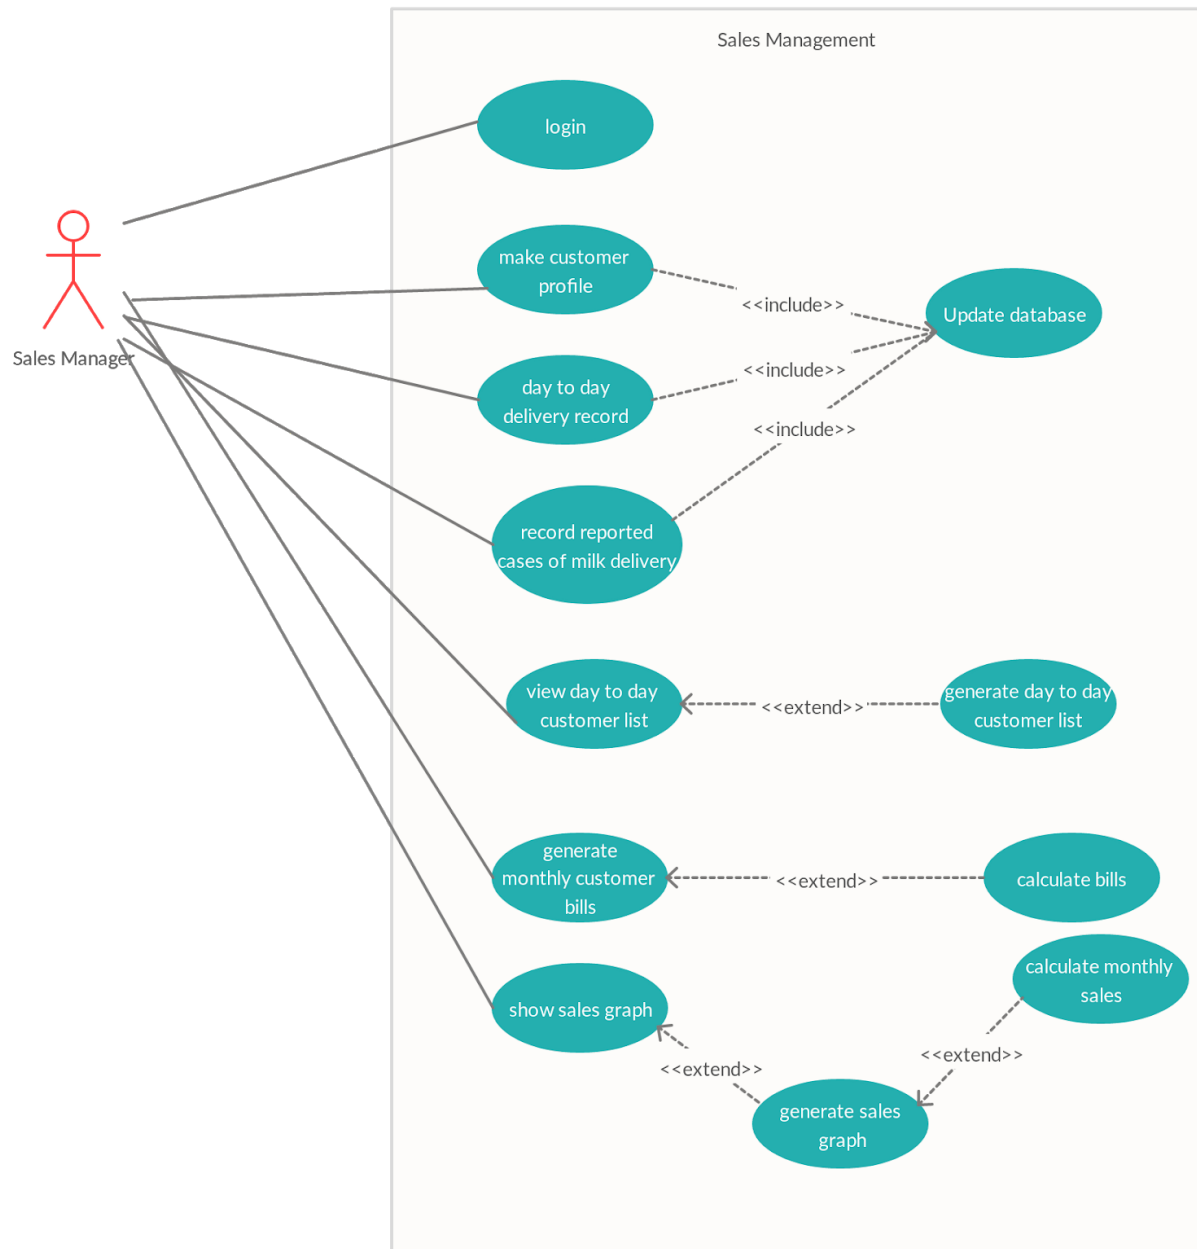 Sales Management
login
make customer
profile
<<include>>
Update database
Sales Manager
day to day
delivery record
<<include>>
<<include>>
record reported
cases of milk delivery
view day to day
customer list
<<extend>>
generate day to day
customer list
generate
monthly customer
bills
<<extend>>
calculate bills
calculate monthly
sales
show sales graph
<<extend>>
<<extend>>
generate sales
graph